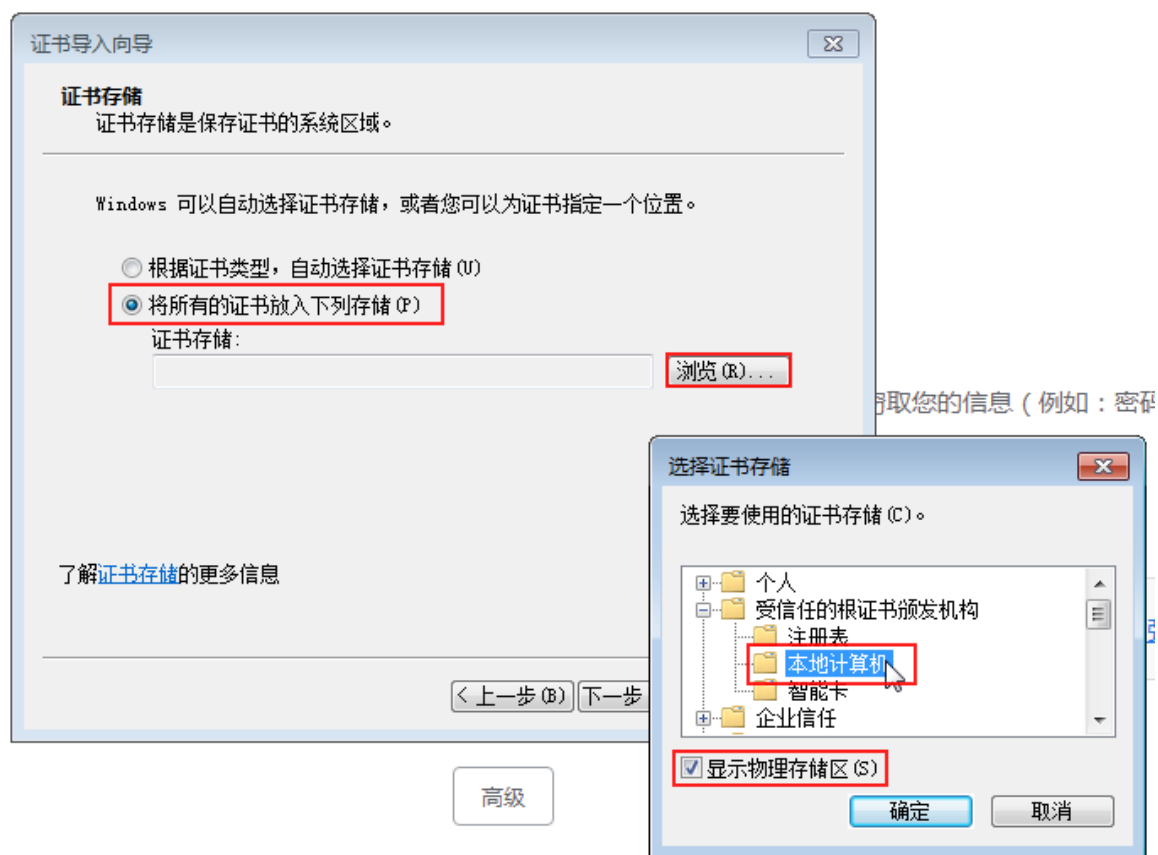 证书导入向导
证书存储
证书存储是保存证书的系统区域。
Windows 可以自动选择证书存储，或者您可以为证书指定一个位置。
根据证书类型，自动选择证书存储(U)
将所有的证书放入下列存储(P)
证书存储:
浏览(R)...
取您的信息（例如：密码
选择证书存储
选择要使用的证书存储(C)。
个人
受信任的根证书颁发机构
注册表
本地计算机
智能卡
企业信任
了解证书存储的更多信息
< 上一步(B)
下一步
显示物理存储区(S)
确定
取消
高级